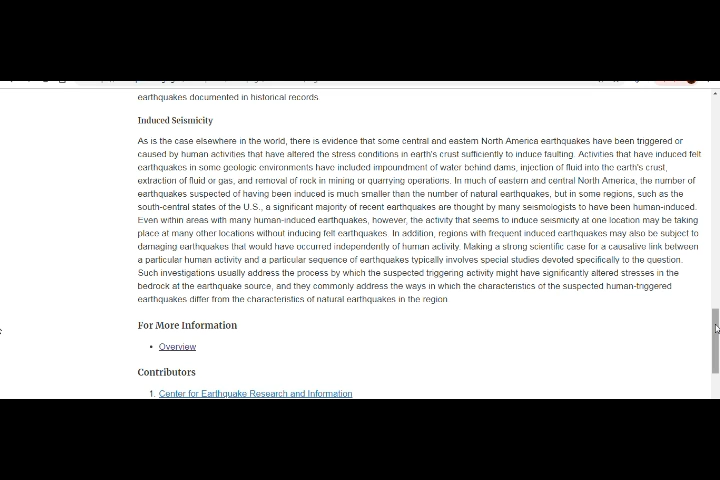 earthquakes documented in historical records.
Induced Seismicity
As is the case elsewhere in the world, there is evidence that some central and eastern North America earthquakes have been triggered or
caused by human activities that have altered the stress conditions in earth's crust sufficiently to induce faulting. Activities that have induced felt
earthquakes in some geologic environments have included impoundment of water behind dams, injection of fluid into the earth's crust,
extraction of fluid or gas, and removal of rock in mining or quarrying operations. In much of eastern and central North America, the number of
earthquakes suspected of having been induced is much smaller than the number of natural earthquakes, but in some regions, such as the
south-central states of the U.S., a significant majority of recent earthquakes are thought by many seismologists to have been human-induced.
Even within areas with many human-induced earthquakes, however, the activity that seems to induce seismicity at one location may be taking
place at many other locations without inducing felt earthquakes. In addition, regions with frequent induced earthquakes may also be subject to
damaging earthquakes that would have occurred independently of human activity. Making a strong scientific case for a causative link between
a particular human activity and a particular sequence of earthquakes typically involves special studies devoted specifically to the question.
Such investigations usually address the process by which the suspected triggering activity might have significantly altered stresses in the
bedrock at the earthquake source, and they commonly address the ways in which the characteristics of the suspected human-triggered
earthquakes differ from the characteristics of natural earthquakes in the region
For More Information
• Overview
Contributors
1. Center for Earthquake Research and Information